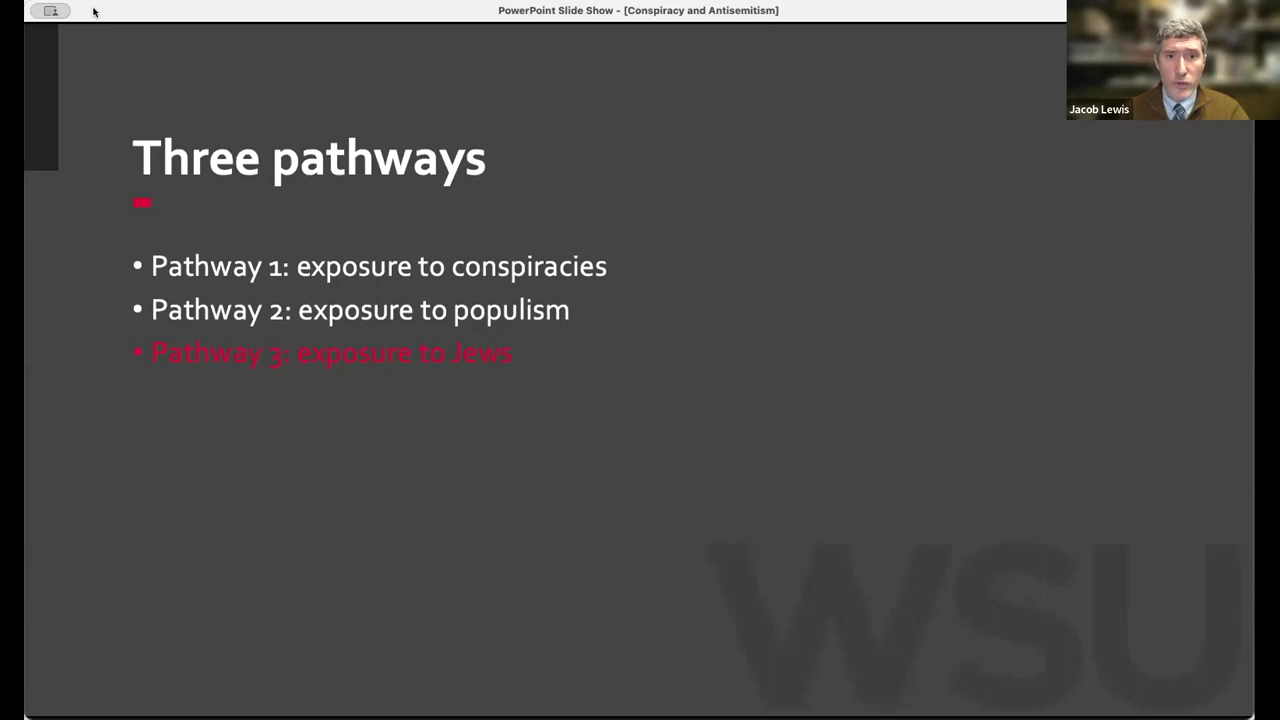 PowerPoint Slide Show - [Conspiracy and Antisemitism]
Jacob Lewis
Three pathways
• Pathway 1: exposure to conspiracies
• Pathway 2: exposure to populism
• Pathway 3: exposure to Jews
WSU